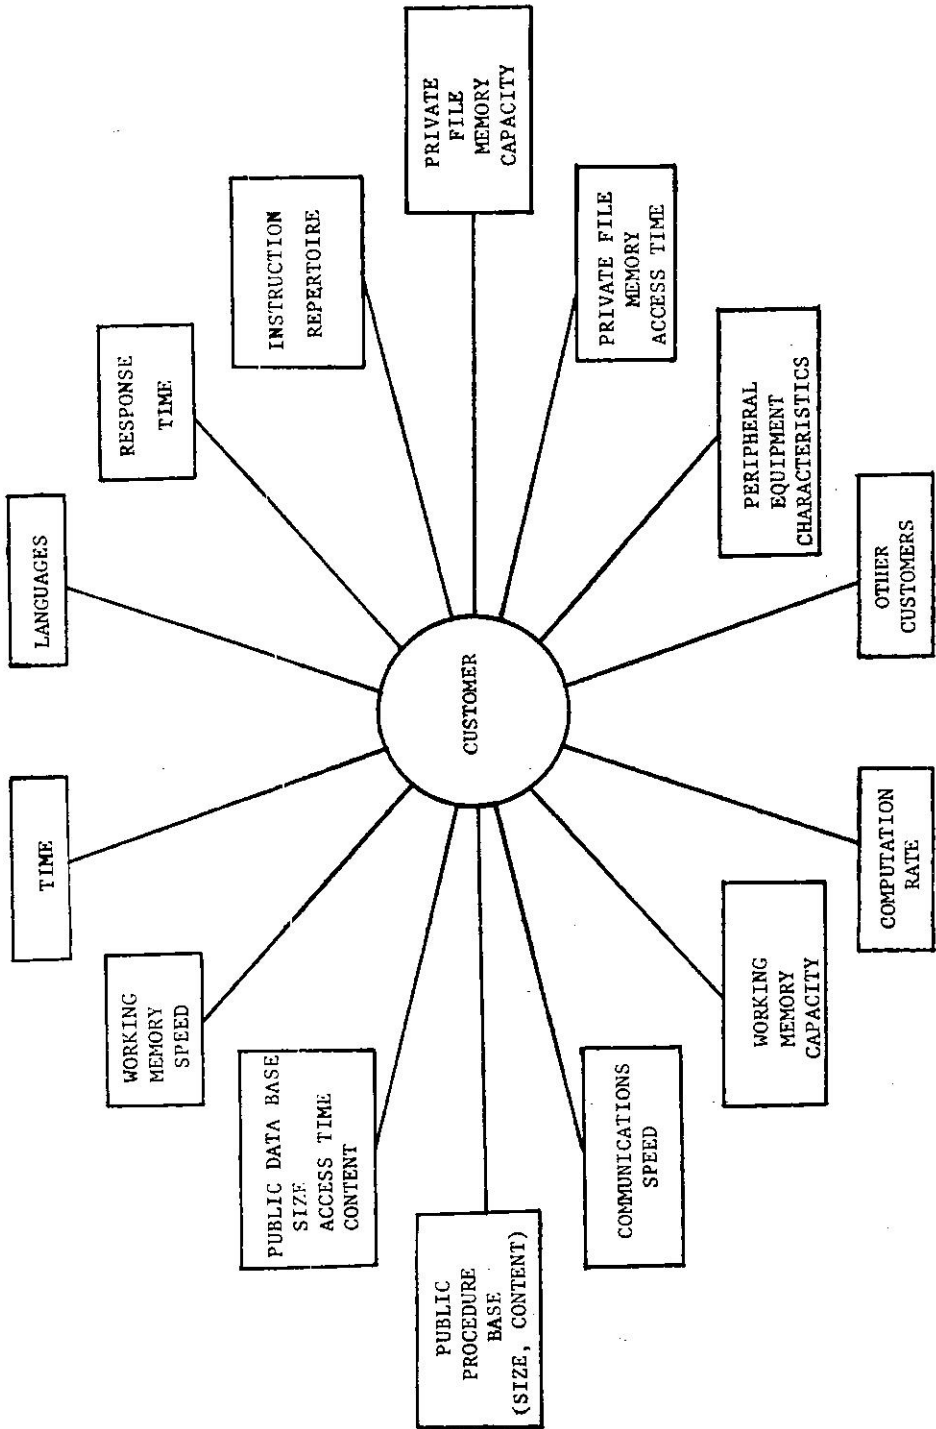 TIME
LANGUAGES
WORKING
MEMORY
SPEED
RESPONSE
TIME
PUBLIC DATA BASE
SIZE
ACCESS TIME
CONTENT
INSTRUCTION
REPERTOIRE
PUBLIC
PROCEDURE
BASE
(SIZE, CONTENT)
CUSTOMER
PRIVATE
FILE
MEMORY
CAPACITY
COMMUNICATIONS
SPEED
PRIVATE FILE
MEMORY
ACCESS TIME
WORKING
MEMORY
CAPACITY
PERIPHERAL
EQUIPMENT
CHARACTERISTICS
COMPUTATION
RATE
OTHER
CUSTOMERS